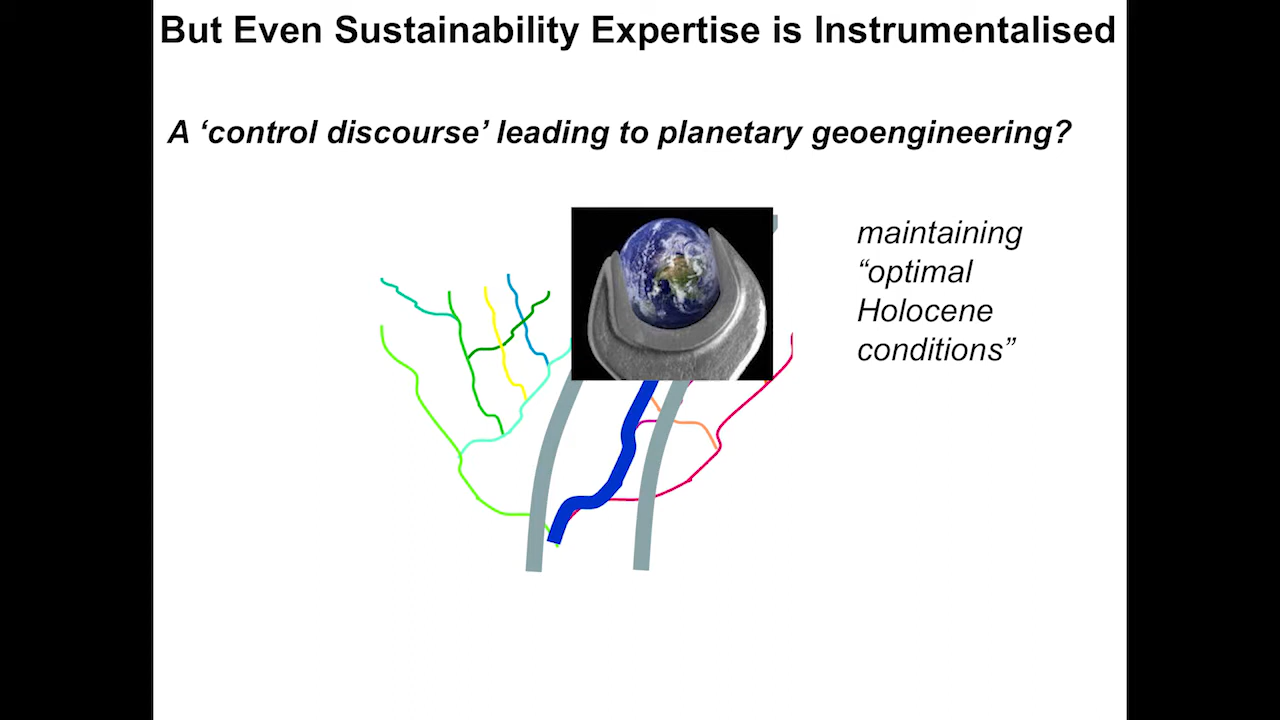 But Even Sustainability Expertise is Instrumentalised
A ‘control discourse’ leading to planetary geoengineering?
maintaining
“optimal
Holocene
conditions”